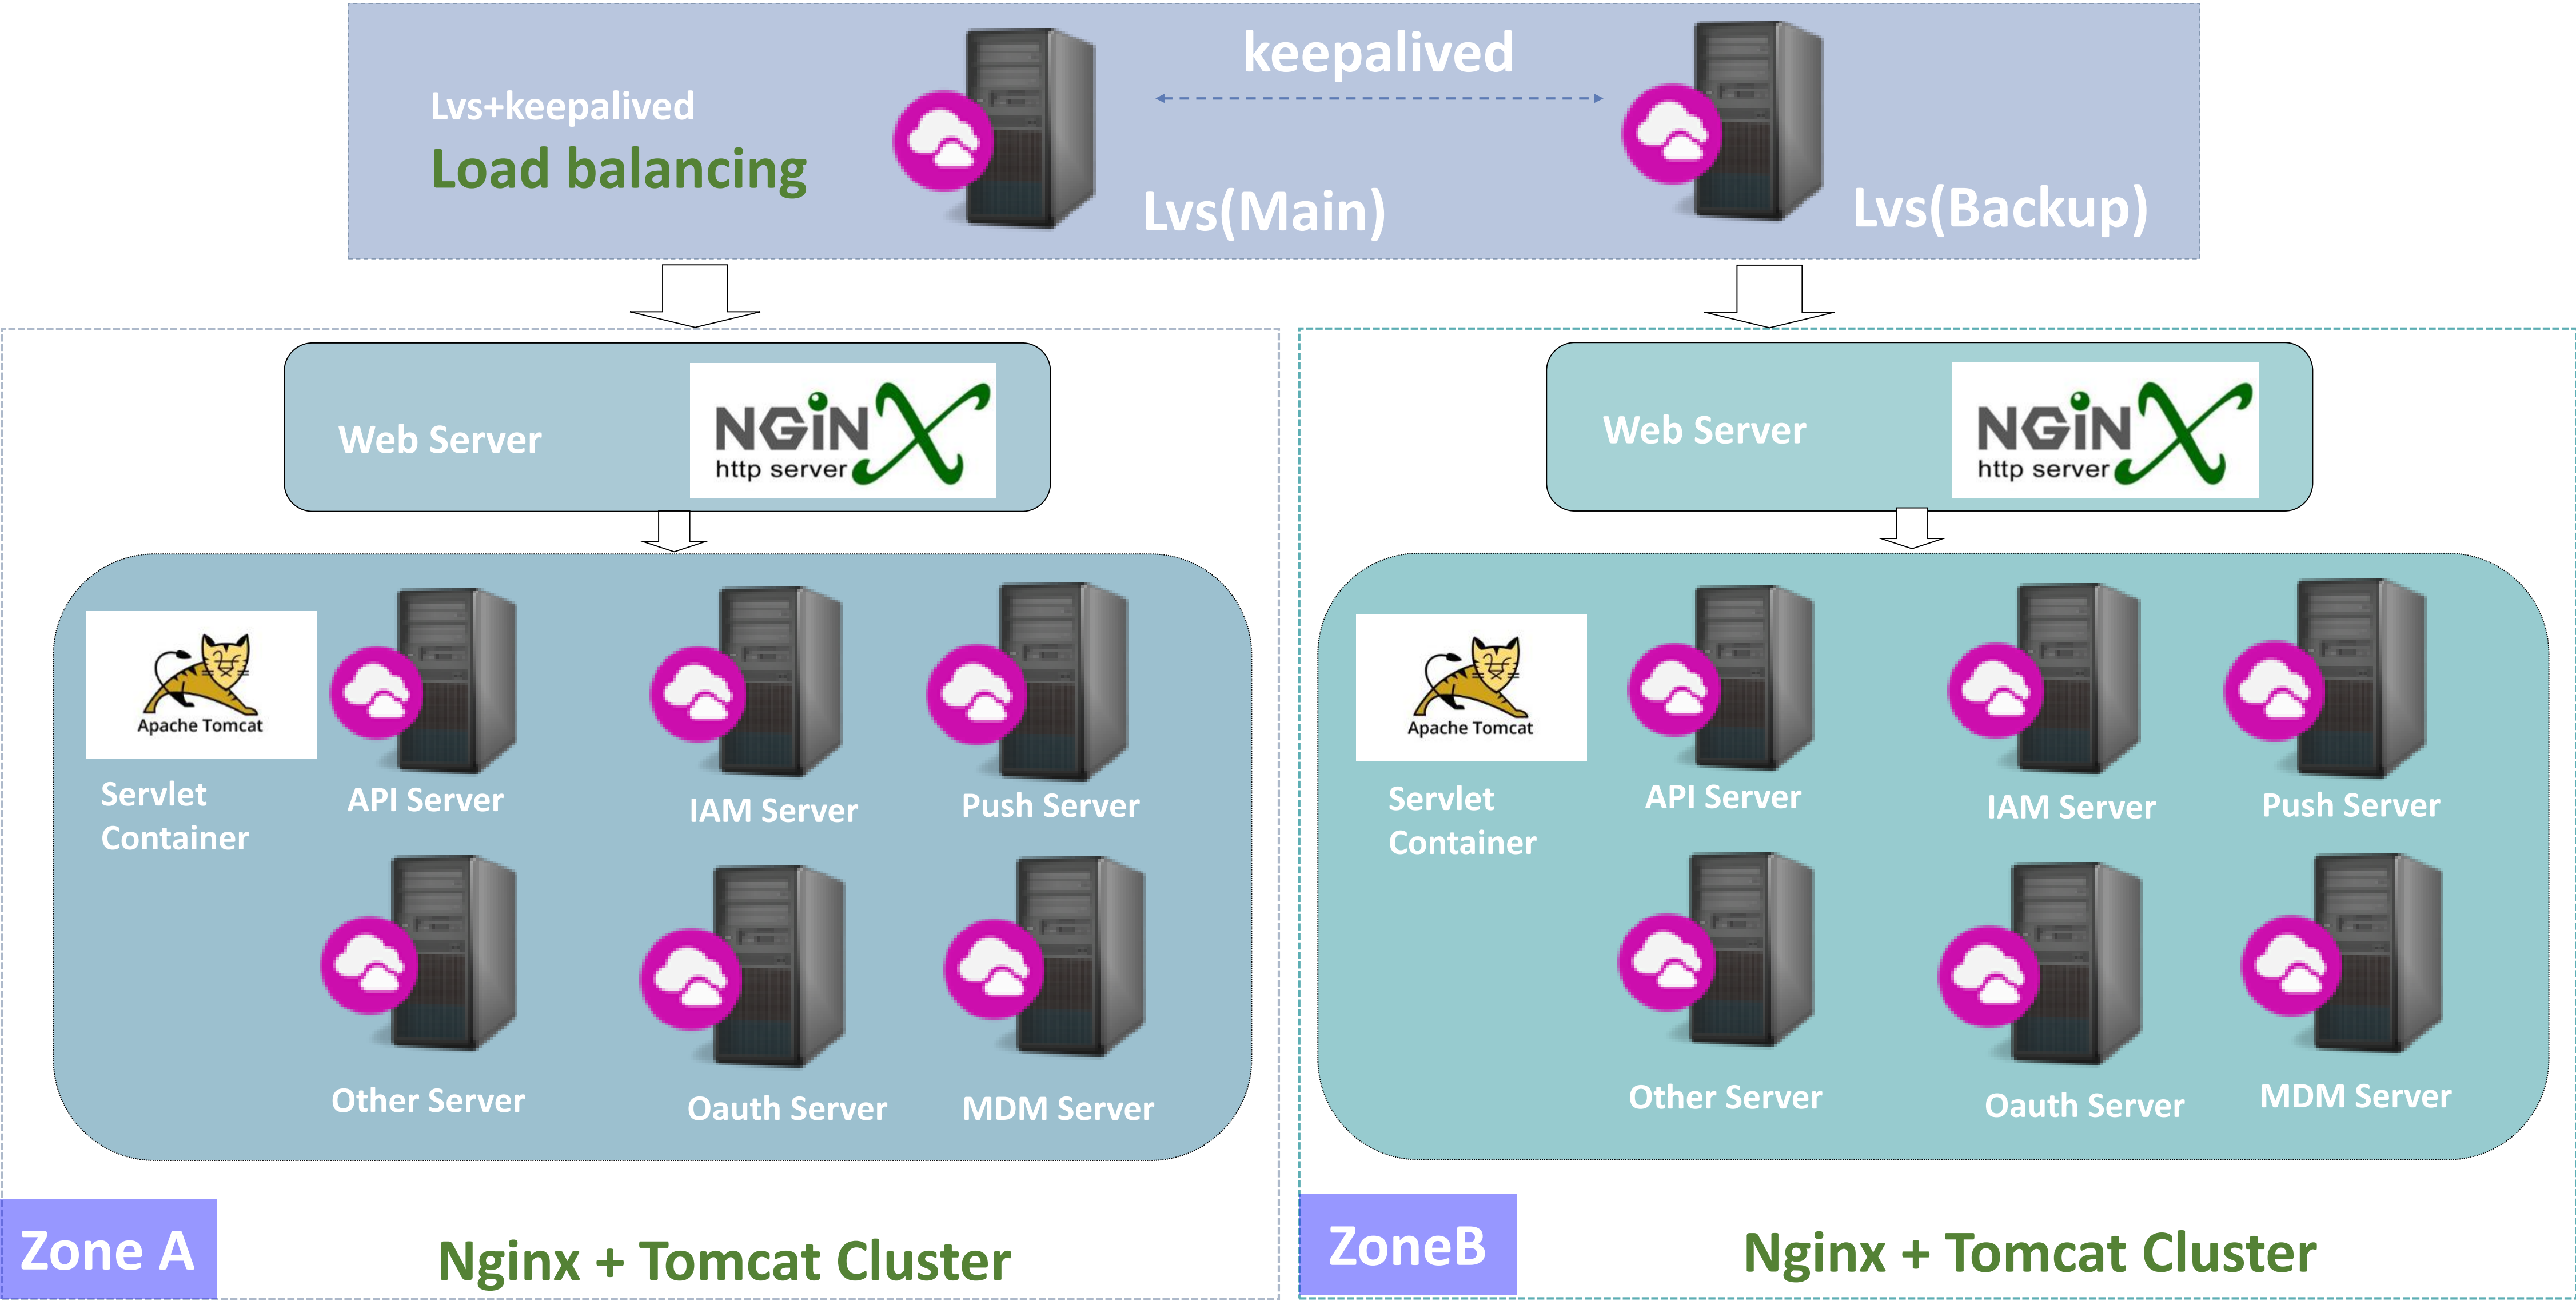 keepalived
Lvs+keepalived
Load balancing
Lvs(Main)
Lvs(Backup)
Web Server
NGiNX
http server
Web Server
NGiNX
http server
Apache Tomcat
Servlet
Container
API Server
IAM Server
Push Server
Other Server
Oauth Server
MDM Server
Apache Tomcat
Servlet
Container
API Server
IAM Server
Push Server
Other Server
Oauth Server
MDM Server
Zone A
Nginx + Tomcat Cluster
ZoneB
Nginx + Tomcat Cluster